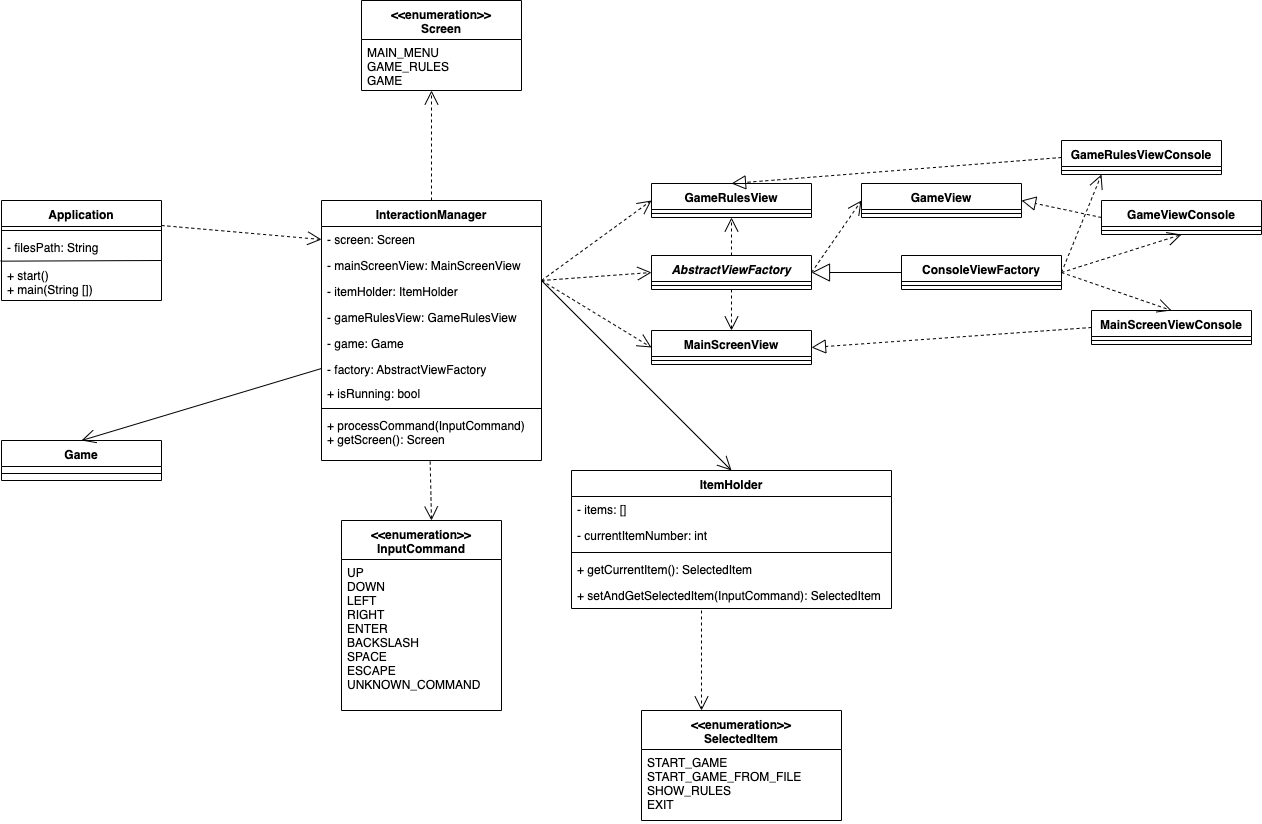 <<enumeration>>
Screen
MAIN_MENU
GAME_RULES
GAME
Application
- filesPath: String
+ start()
+ main(String [])
InteractionManager
- screen: Screen
- mainScreenView: MainScreenView
- itemHolder: ItemHolder
- gameRulesView: GameRulesView
- game: Game
- factory: AbstractViewFactory
+ isRunning: bool
+ processCommand(InputCommand)
+ getScreen(): Screen
GameRulesView
GameView
GameRulesViewConsole
GameViewConsole
AbstractViewFactory
ConsoleViewFactory
MainScreenView
MainScreenViewConsole
Game
ItemHolder
- items: []
- currentItemNumber: int
+ getCurrentItem(): SelectedItem
+ setAndGetSelectedItem(InputCommand): SelectedItem
<<enumeration>>
InputCommand
UP
DOWN
LEFT
RIGHT
ENTER
BACKSLASH
SPACE
ESCAPE
UNKNOWN_COMMAND
<<enumeration>>
SelectedItem
START_GAME
START_GAME_FROM_FILE
SHOW_RULES
EXIT